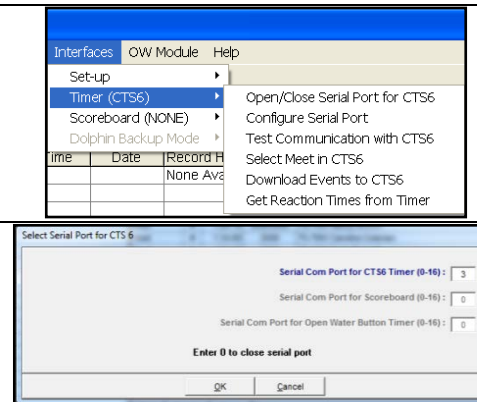 Interfaces OW Module Help
Set-up
Timer (CTS6)
Scoreboard (NONE)
Dolphin Backup Mode
Open/Close Serial Port for CTS6
Configure Serial Port
Test Communication with CTS6
Select Meet in CTS6
Download Events to CTS6
Get Reaction Times from Timer
Time Date Record H
None Ava
Select Serial Port for CTS 6
Serial Com Port for CTS6 Timer (0-16) : 3
Serial Com Port for Scoreboard (0-16) : 0
Serial Com Port for Open Water Button Timer (0-16) : 0
Enter 0 to close serial port
OK Cancel